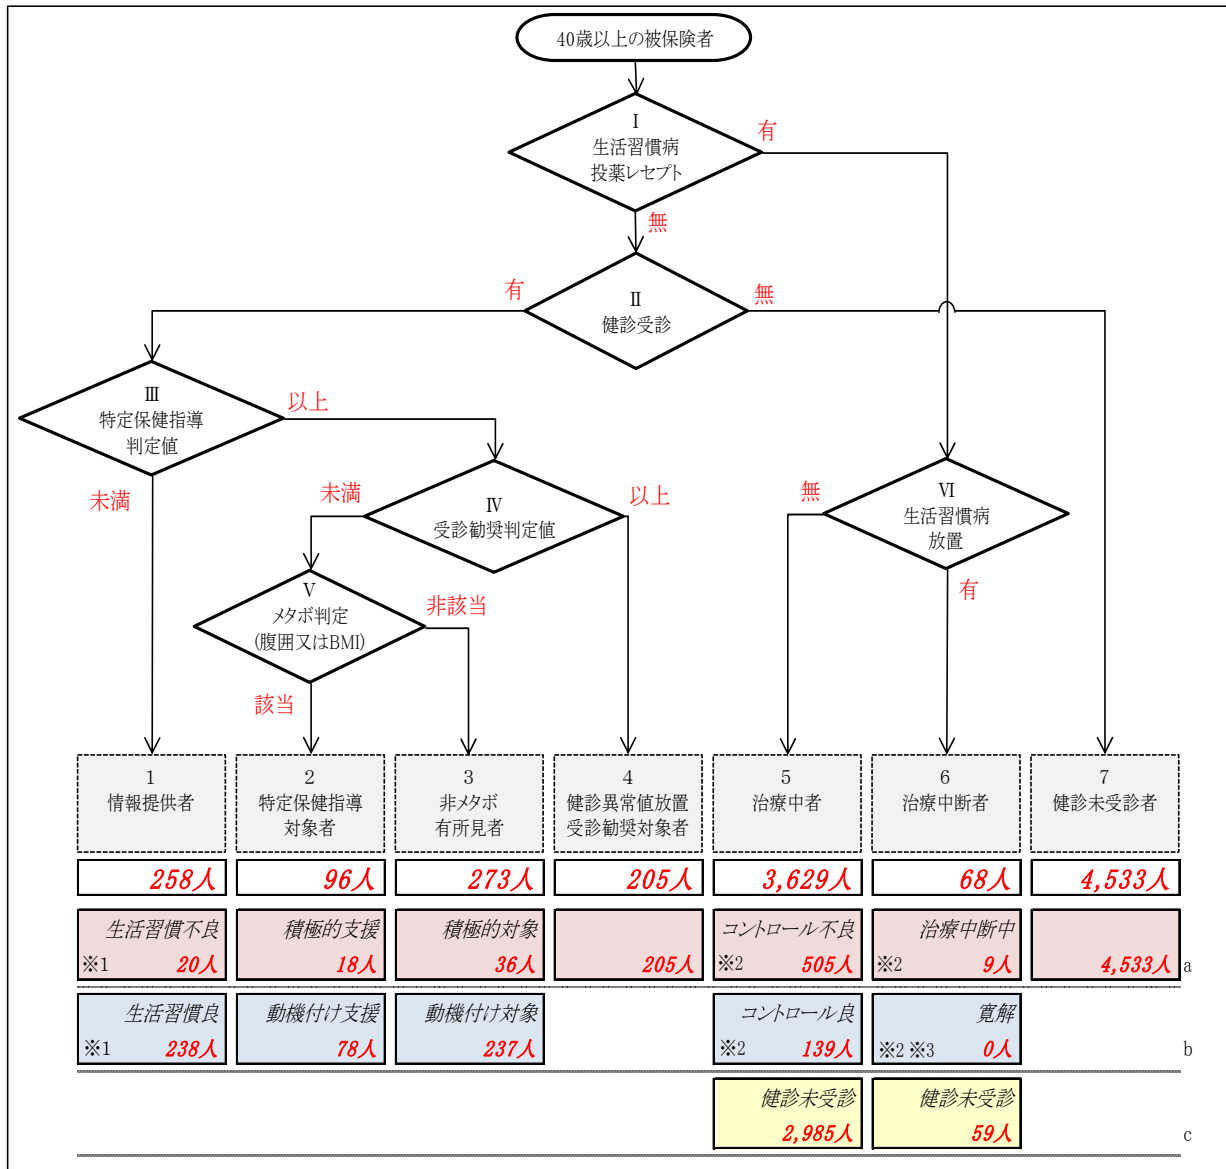 40歳以上の被保険者
Ⅰ
生活習慣病
投薬レセプト
有
無
Ⅱ
健診受診
有
無
Ⅲ
特定保健指導
判定値
以上
未満
Ⅳ
受診勧奨判定値
未満
以上
Ⅵ
生活習慣病
放置
無
有
Ⅴ
メタボ判定
(腹囲又はBMI)
非該当
該当
1
情報提供者
2
特定保健指導
対象者
3
非メタボ
有所見者
4
健診異常値放置
受診勧奨対象者
5
治療中者
6
治療中断者
7
健診未受診者
258人
96人
273人
205人
3,629人
68人
4,533人
生活習慣不良
※1 20人
積極的支援
18人
積極的対象
36人
205人
コントロール不良
※2 505人
治療中断中
※2 9人
4,533人
a
生活習慣良
※1 238人
動機付け支援
78人
動機付け対象
237人
コントロール良
※2 139人
寛解
※2 ※3 0人
b
健診未受診
2,985人
健診未受診
59人
c